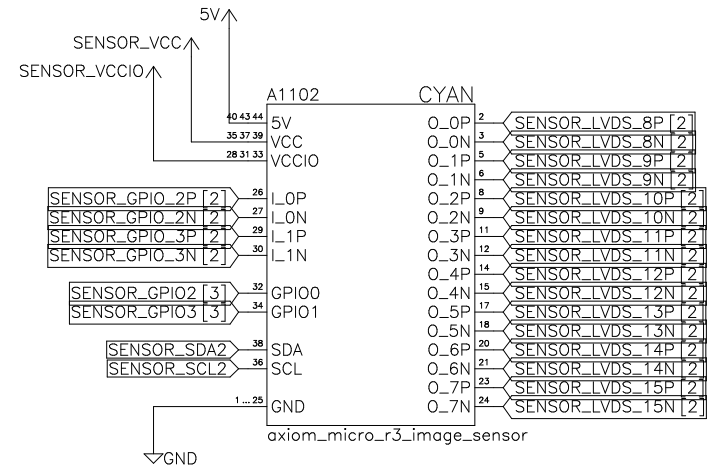 5V
SENSOR_VCC
SENSOR_VCCIO
A1102 CYAN
40 43 44 5V O_0P 2 SENSOR_LVDS_8P [2]
35 37 39 VCC O_0N 3 SENSOR_LVDS_8N [2]
28 31 33 VCCIO O_1P 5 SENSOR_LVDS_9P [2]
O_1N 6 SENSOR_LVDS_9N [2]
SENSOR_GPIO_2P [2] 26 I_0P O_2P 8 SENSOR_LVDS_10P [2]
SENSOR_GPIO_2N [2] 27 I_0N O_2N 9 SENSOR_LVDS_10N [2]
SENSOR_GPIO_3P [2] 29 I_1P O_3P 11 SENSOR_LVDS_11P [2]
SENSOR_GPIO_3N [2] 30 I_1N O_3N 12 SENSOR_LVDS_11N [2]
O_4P 14 SENSOR_LVDS_12P [2]
SENSOR_GPIO2 [3] 32 GPIO0 O_4N 15 SENSOR_LVDS_12N [2]
SENSOR_GPIO3 [3] 34 GPIO1 O_5P 17 SENSOR_LVDS_13P [2]
O_5N 18 SENSOR_LVDS_13N [2]
SENSOR_SDA2 38 SDA O_6P 20 SENSOR_LVDS_14P [2]
SENSOR_SCL2 36 SCL O_6N 21 SENSOR_LVDS_14N [2]
O_7P 23 SENSOR_LVDS_15P [2]
1 ... 25 GND O_7N 24 SENSOR_LVDS_15N [2]
axiom_micro_r3_image_sensor
GND